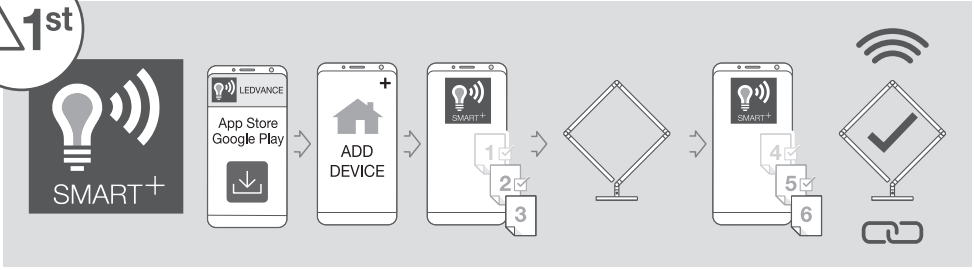 1st
SMART+
LEDVANCE
App Store
Google Play
+
ADD
DEVICE
SMART+
1
2
3
SMART+
4
5
6